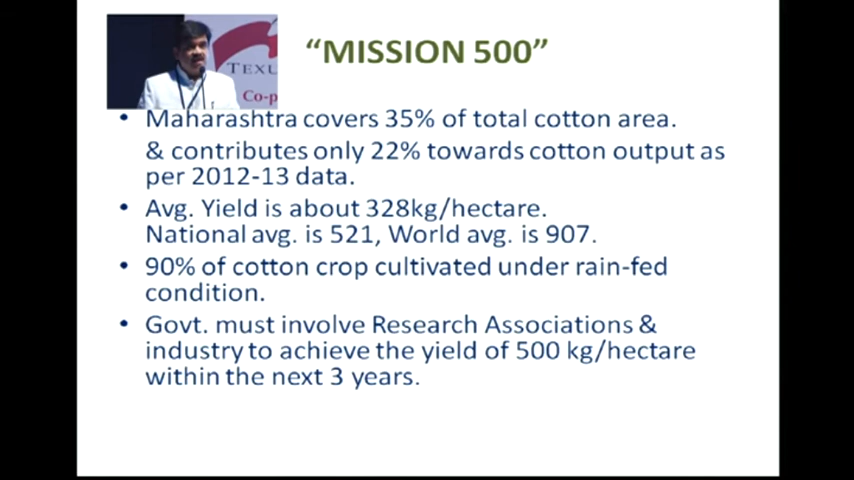 TEXU
Co-p
“MISSION 500”
• Maharashtra covers 35% of total cotton area.
& contributes only 22% towards cotton output as
per 2012-13 data.
• Avg. Yield is about 328kg/hectare.
National avg. is 521, World avg. is 907.
• 90% of cotton crop cultivated under rain-fed
condition.
• Govt. must involve Research Associations &
industry to achieve the yield of 500 kg/hectare
within the next 3 years.